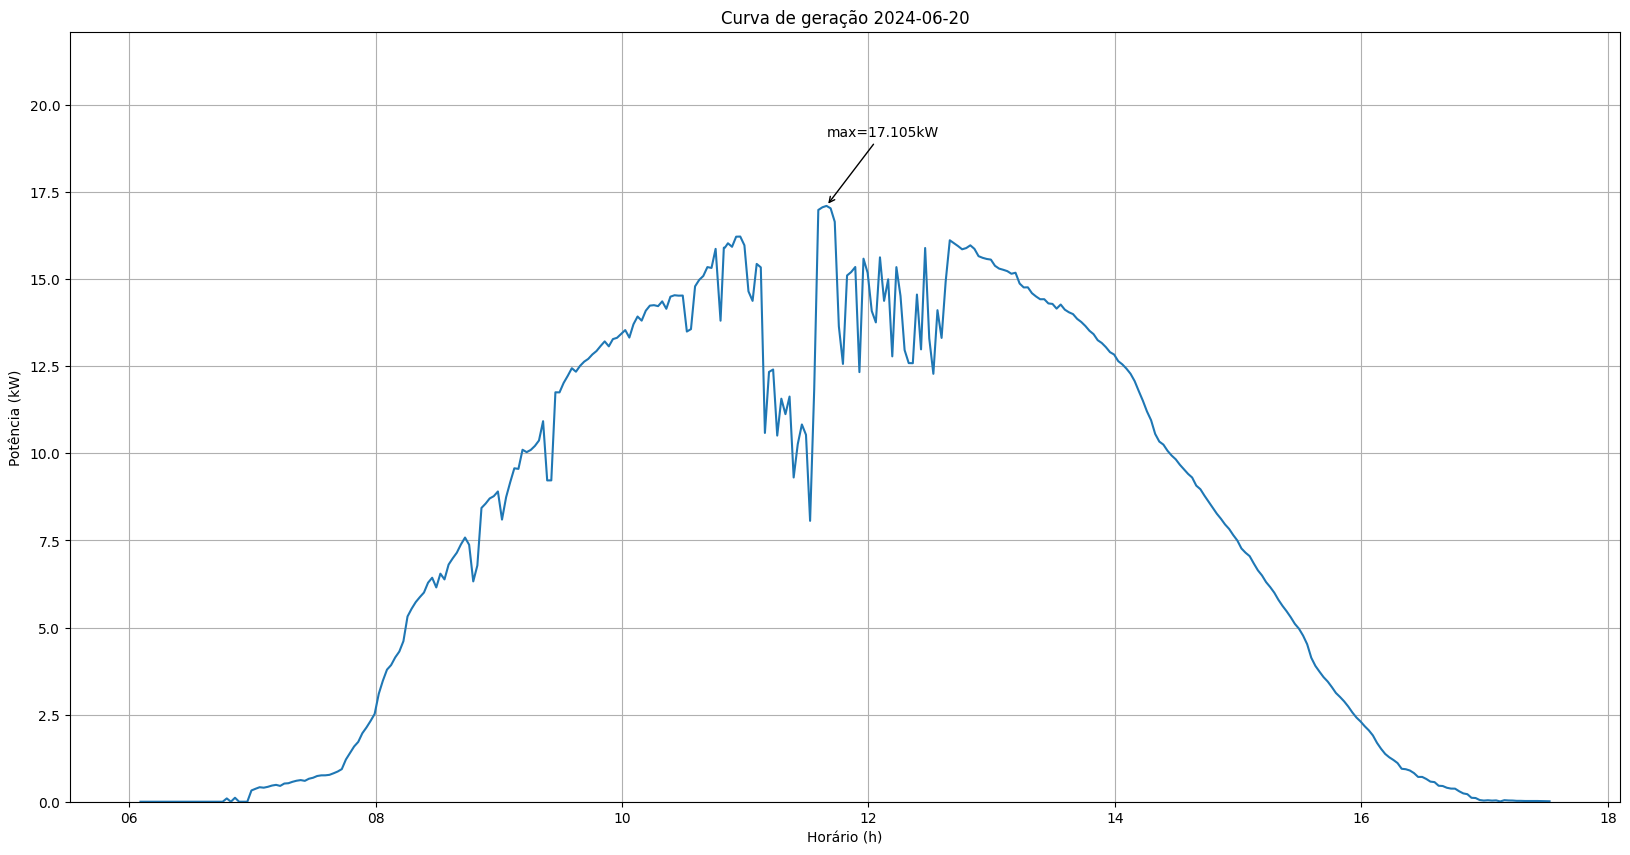 Curva de geração 2024-06-20
max=17.105kW
Potência (kW)
20.0
17.5
15.0
12.5
10.0
7.5
5.0
2.5
0.0
06 08 10 12 14 16 18
Horário (h)